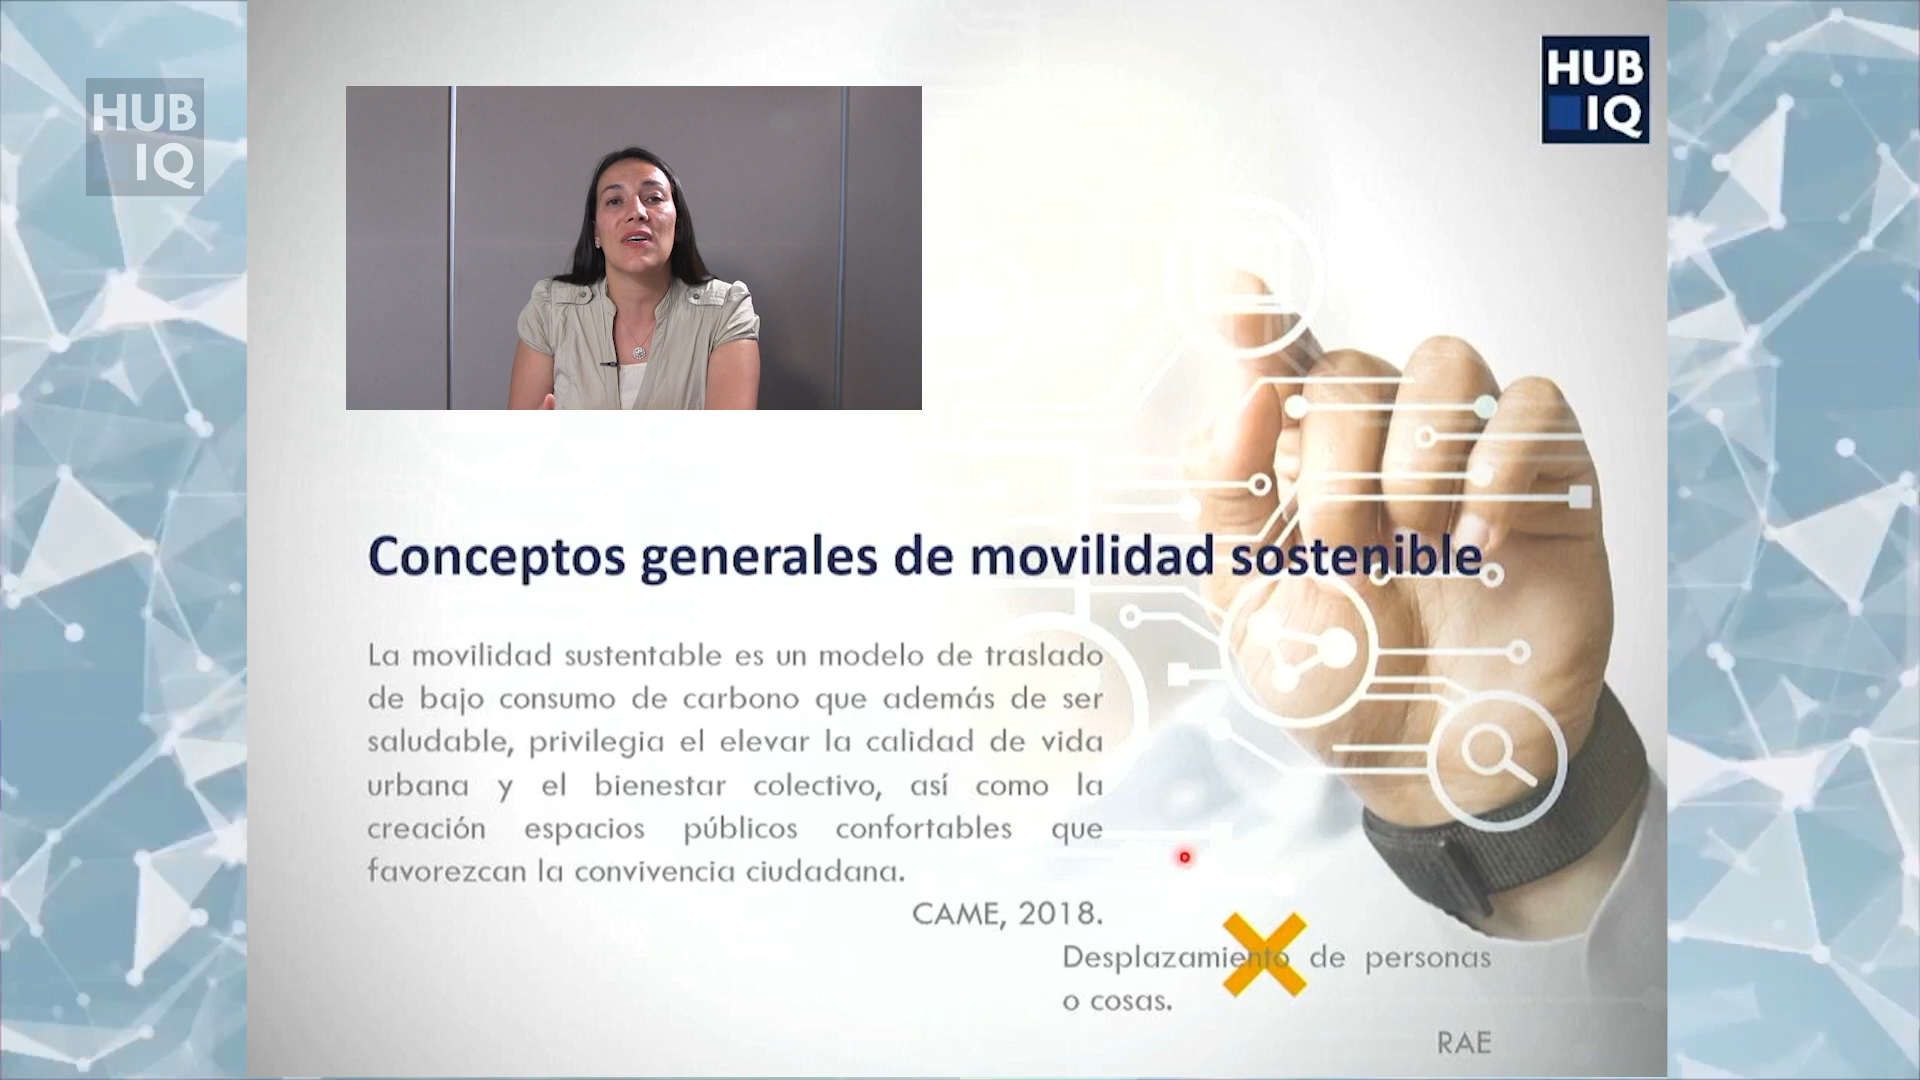 HUB
IQ
HUB
IQ
Conceptos generales de movilidad sostenible
La movilidad sustentable es un modelo de traslado
de bajo consumo de carbono que además de ser
saludable, privilegia el elevar la calidad de vida
urbana y el bienestar colectivo, así como la
creación espacios públicos confortables que
favorezcan la convivencia ciudadana.
CAME, 2018.
Desplazamiento de personas
o cosas.
RAE